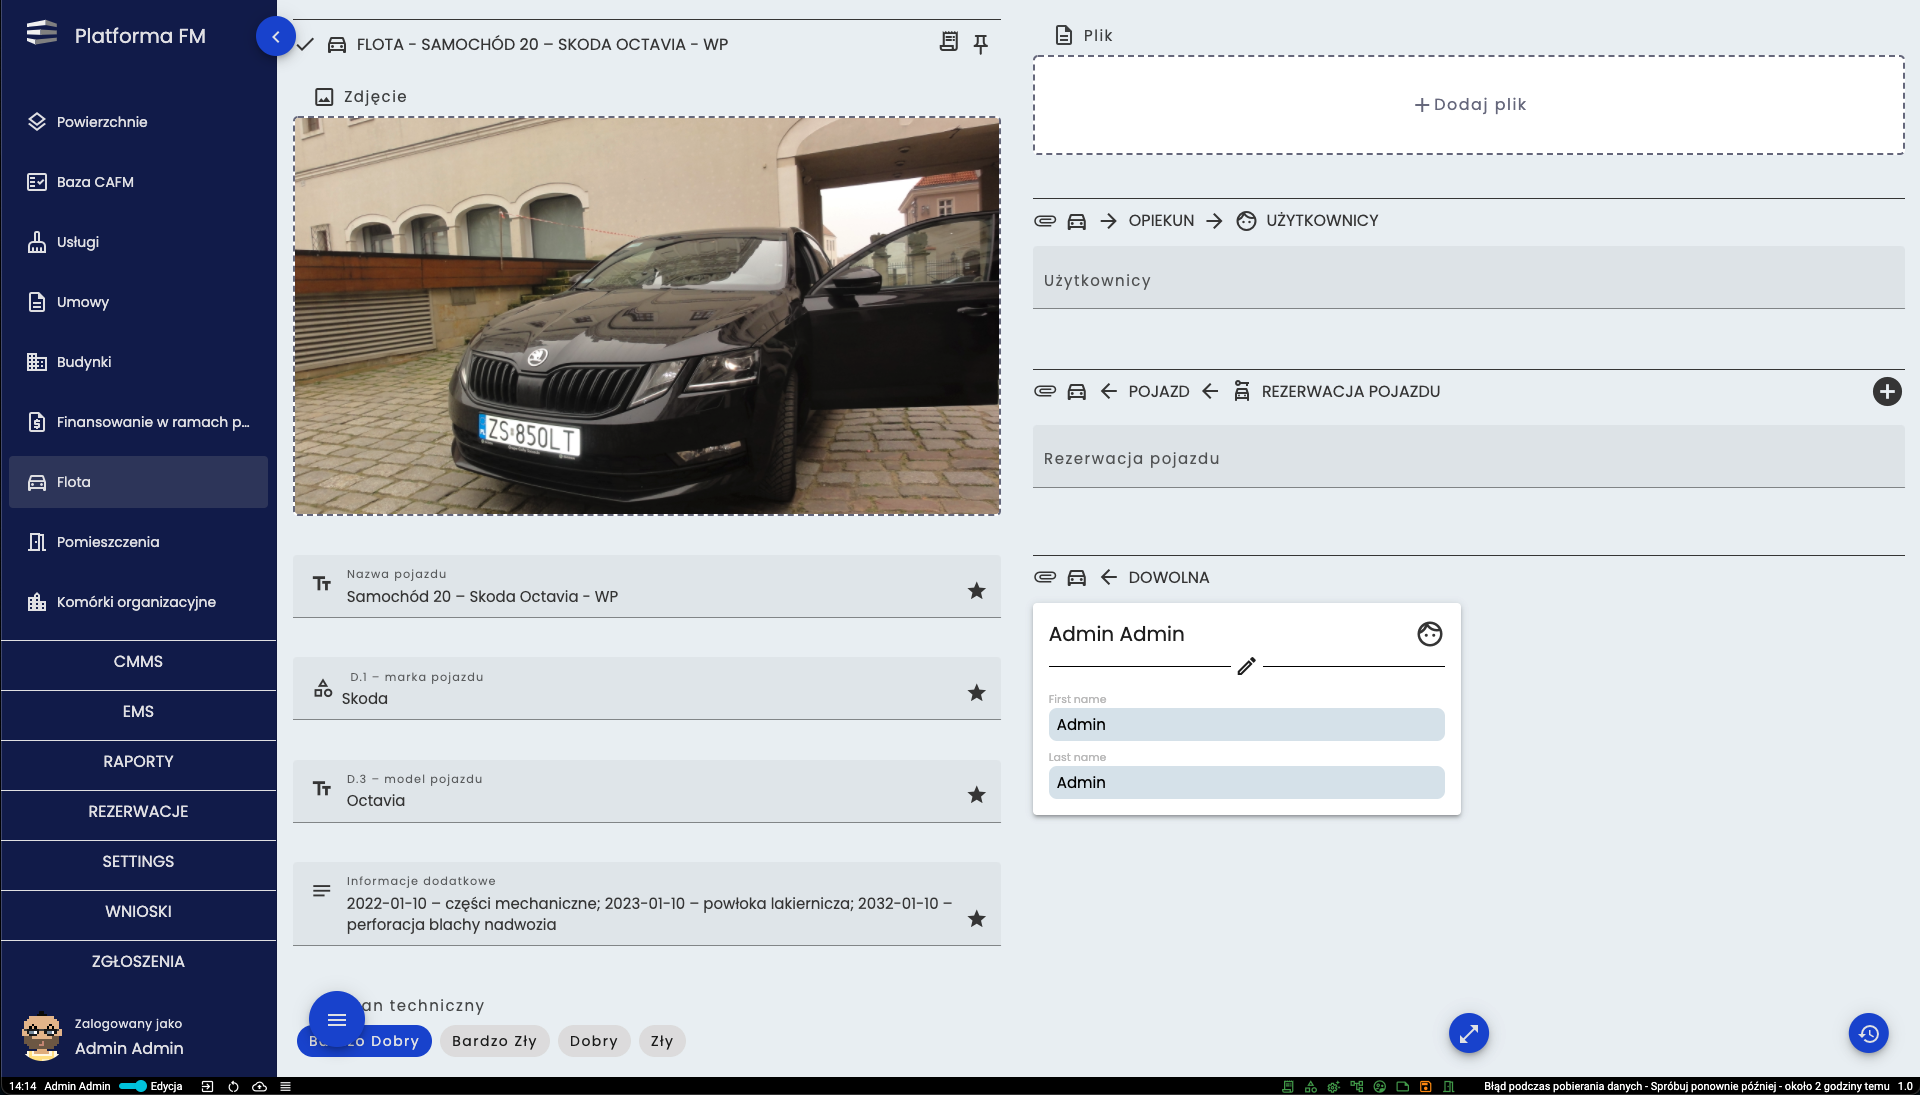 Platforma FM
Powierzchnie
Baza CAFM
Usługi
Umowy
Budynki
Finansowanie w ramach p...
Flota
Pomieszczenia
Komórki organizacyjne
CMMS
EMS
RAPORTY
REZERWACJE
SETTINGS
WNIOSKI
ZGŁOSZENIA
Zalogowany jako
Admin Admin
FLOTA - SAMOCHÓD 20 – SKODA OCTAVIA - WP
Zdjęcie
ZS 850LT
Nazwa pojazdu
Samochód 20 – Skoda Octavia - WP
D.1 – marka pojazdu
Skoda
D.3 – model pojazdu
Octavia
Informacje dodatkowe
2022-01-10 – części mechaniczne; 2023-01-10 – powłoka lakiernicza; 2032-01-10 –
perforacja blachy nadwozia
an techniczny
Dobry
Bardzo Zły
Dobry
Zły
Plik
Dodaj plik
OPIEKUN UŻYTKOWNICY
Użytkownicy
POJAZD REZERWACJA POJAZDU
Rezerwacja pojazdu
DOWOLNA
Admin Admin
First name
Admin
Last name
Admin
14:14 Admin Admin Edycja
Błąd podczas pobierania danych - Spróbuj ponownie później - około 2 godziny temu 1.0